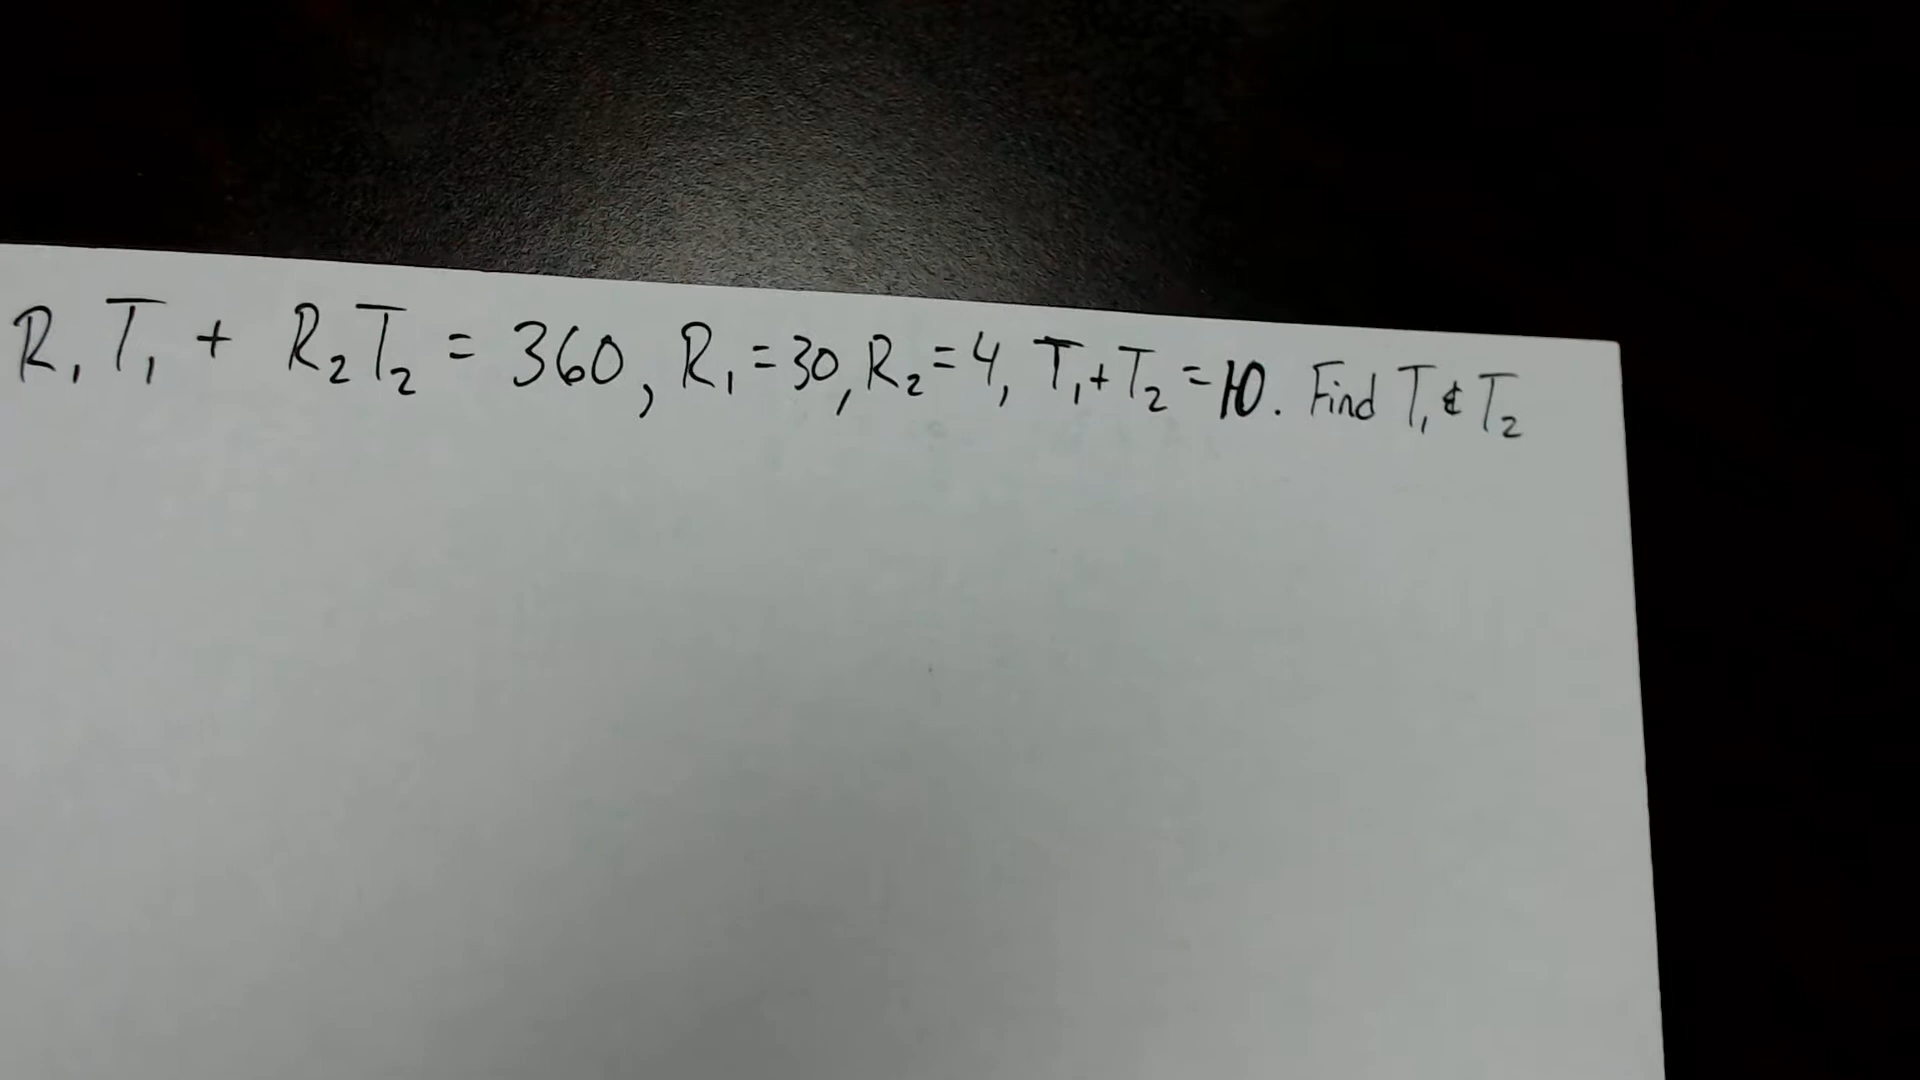 R₁T₁ + R₂T₂ = 360, R₁=30, R₂=4, T₁+T₂=10. Find T₁ & T₂